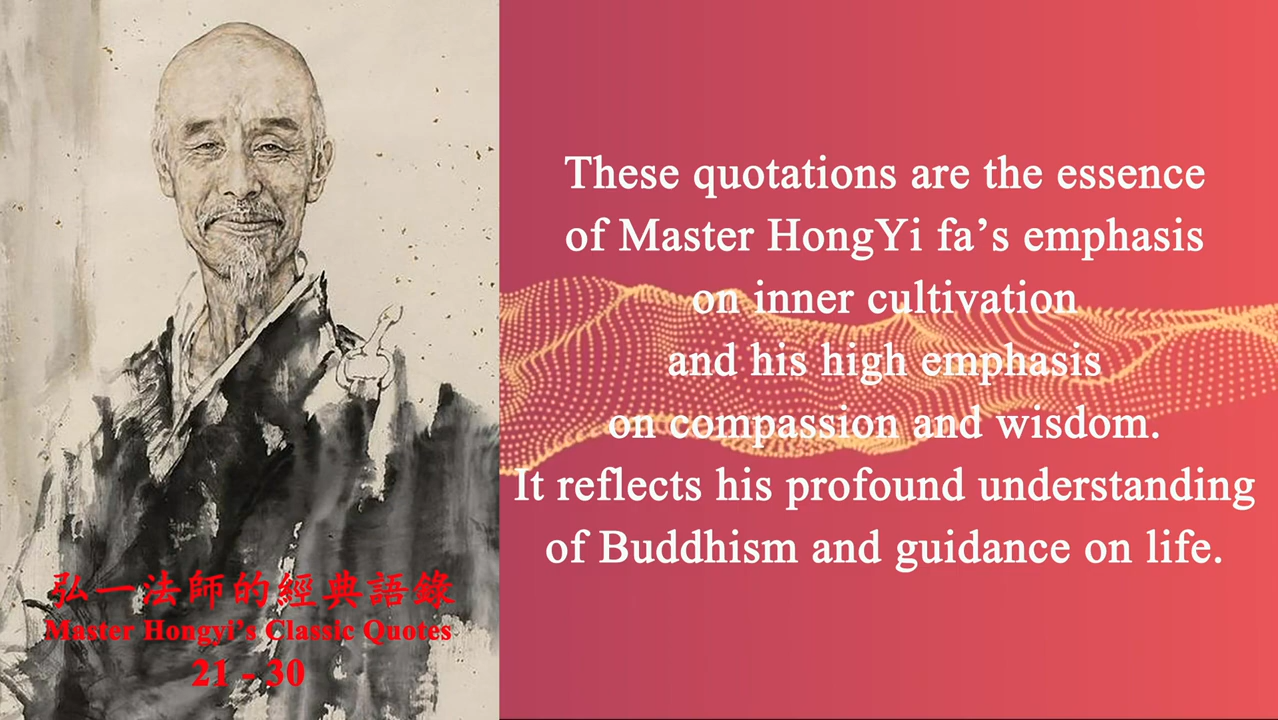 弘一法師的經典語錄
Master Hongyi’s Classic Quotes
21 - 30
These quotations are the essence
of Master HongYi fa’s emphasis
on inner cultivation
and his high emphasis
on compassion and wisdom.
It reflects his profound understanding
of Buddhism and guidance on life.